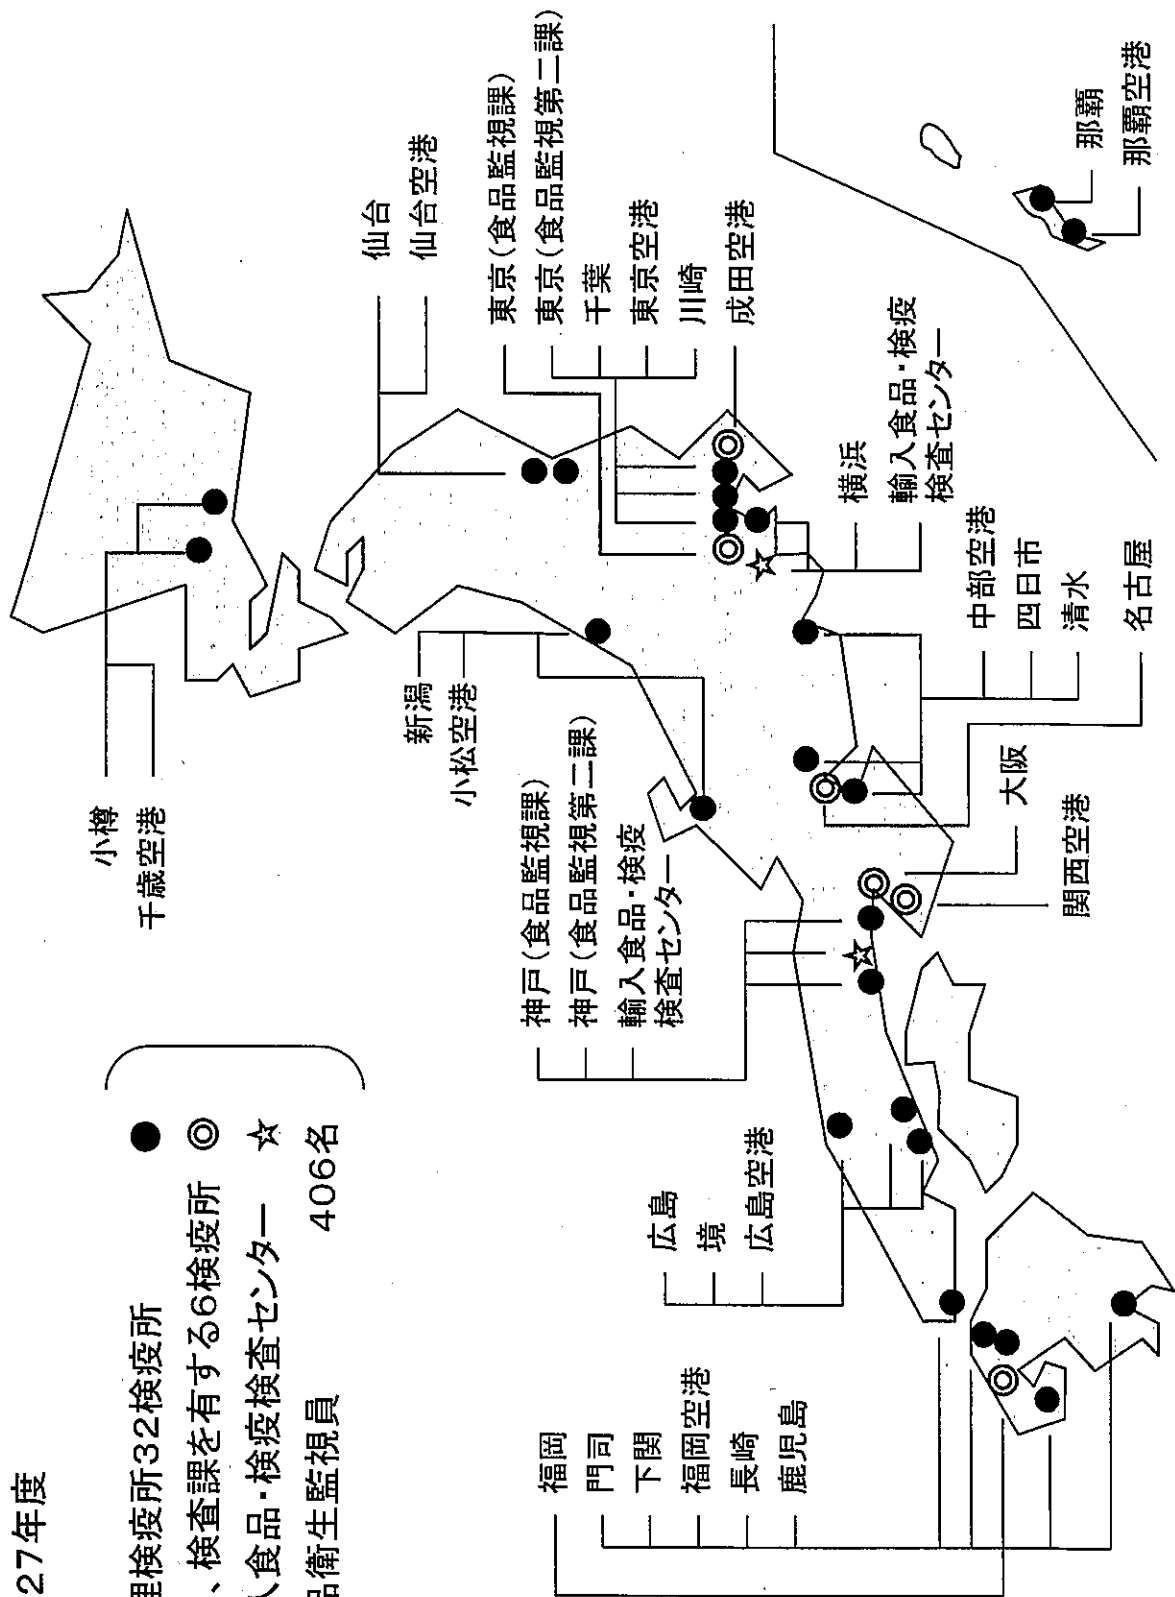 27年度
理検疫所32検疫所 ●
、検査課を有する6検疫所 ◎
入食品・検疫検査センター ☆
品衛生監視員 406名
小樽
千歳空港
仙台
仙台空港
新潟
小松空港
東京(食品監視課)
東京(食品監視第二課)
千葉
東京空港
川崎
成田空港
横浜
輸入食品・検疫
検査センター
神戸(食品監視課)
神戸(食品監視第二課)
輸入食品・検疫
検査センター
中部空港
四日市
清水
名古屋
大阪
関西空港
広島
境
広島空港
福岡
門司
下関
福岡空港
長崎
鹿児島
那覇
那覇空港